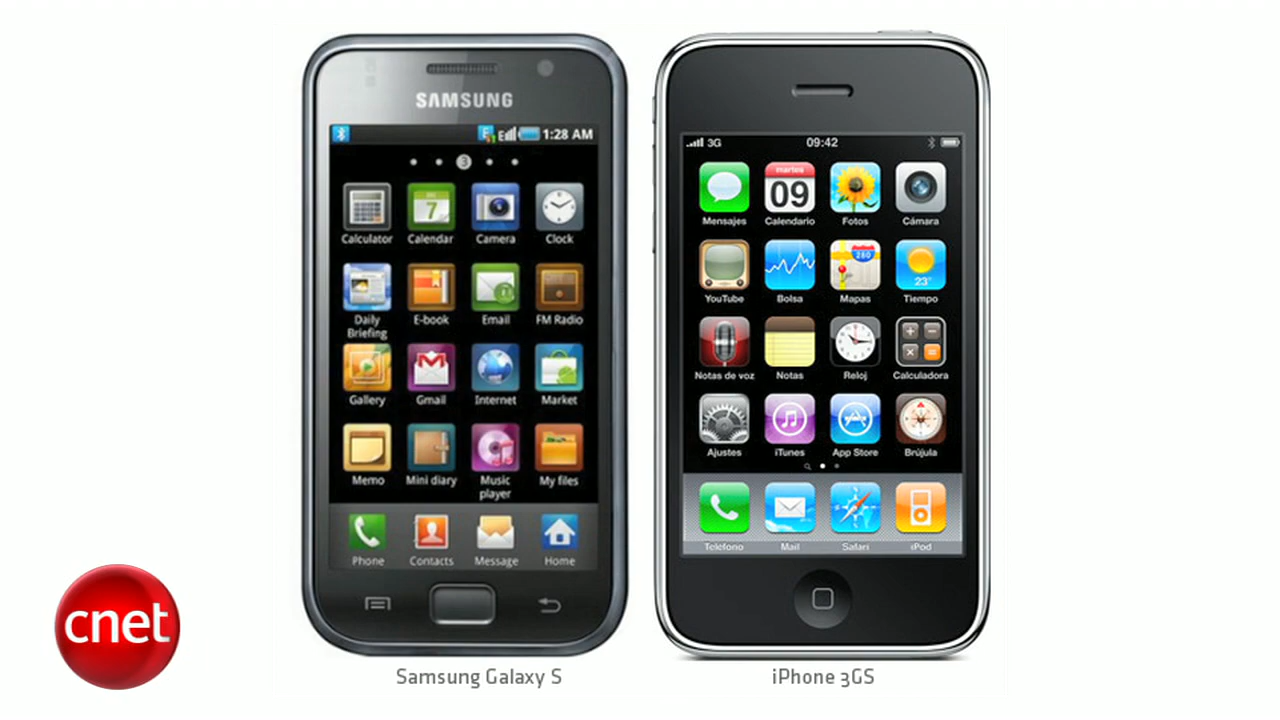 SAMSUNG
1:28 AM
3
7
Calculator Calendar Camera Clock
Daily Briefing E-book Email FM Radio
Gallery Gmail Internet Market
Memo Mini diary Music player My files
Phone Contacts Message Home
Samsung Galaxy S
3G 09:42
martes
09
280
23°
Mensajes Calendario Fotos Cámara
YouTube Bolsa Mapas Tiempo
Notas de voz Notas Reloj Calculadora
Ajustes iTunes App Store Brújula
Teléfono Mail Safari iPod
iPhone 3GS
cnet